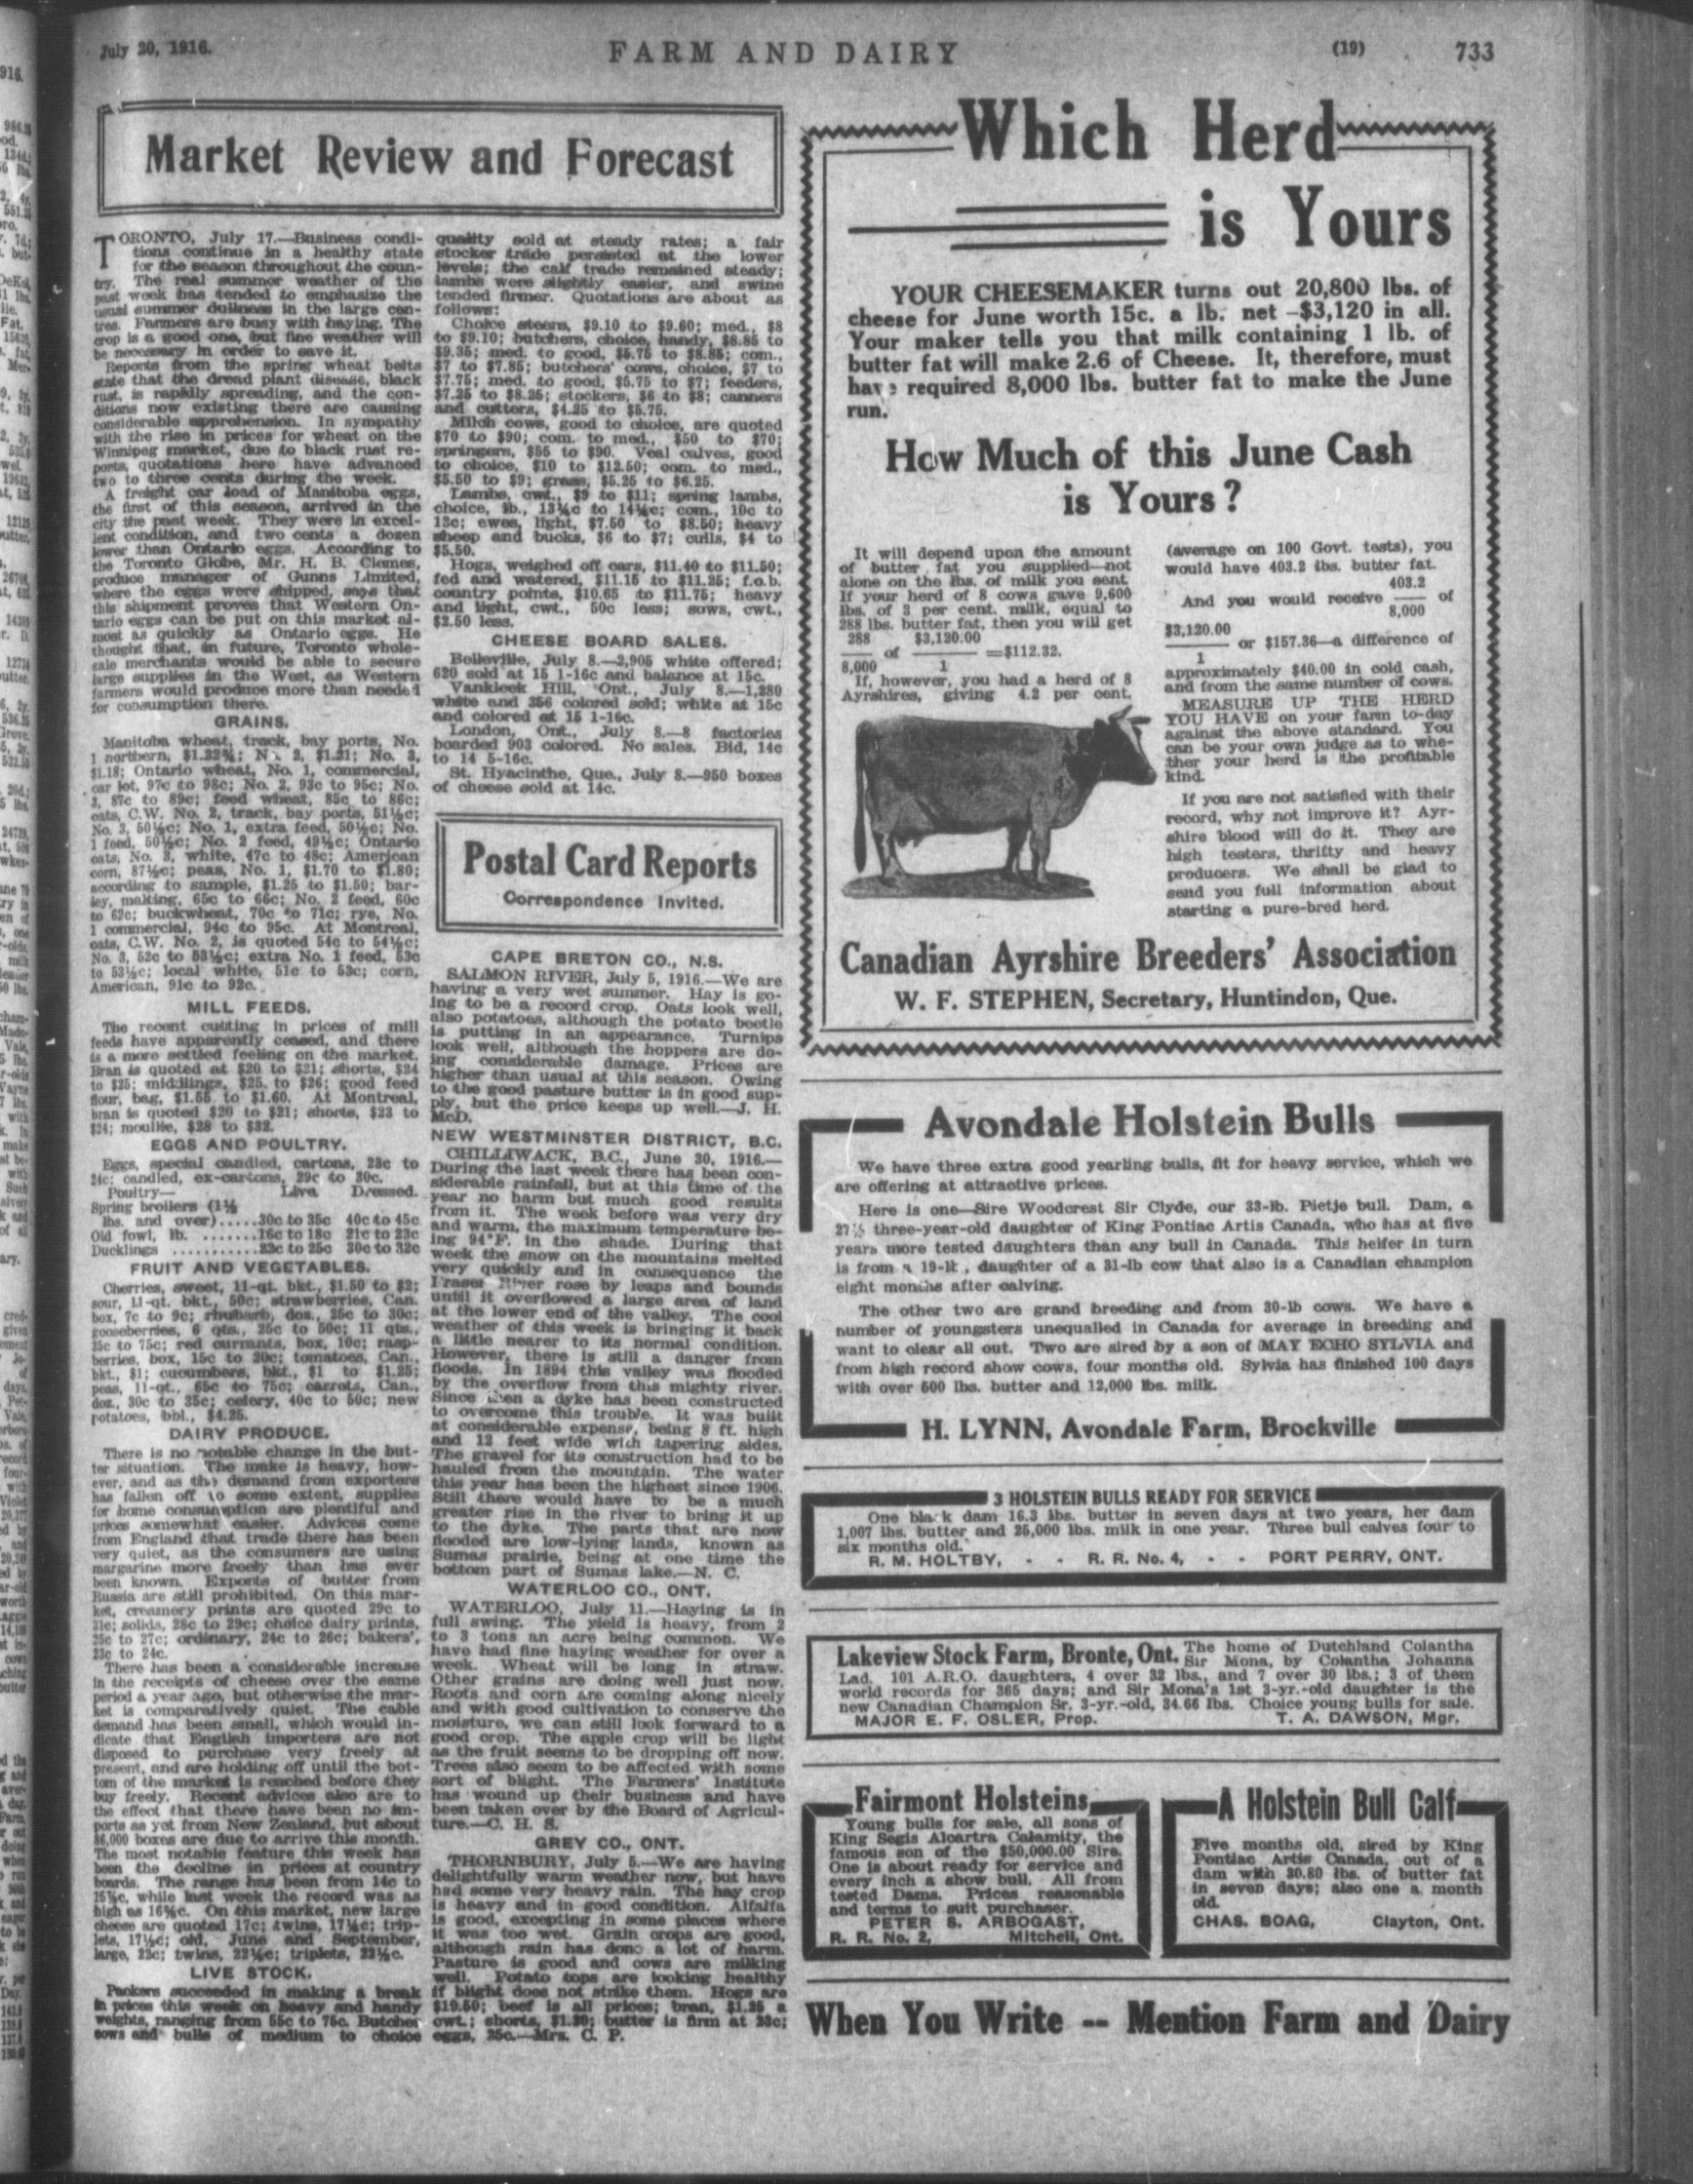 July 20, 1916.
FARM AND DAIRY
(19)
733
Market Review and Forecast
TORONTO, July 17.—Business condi-
tions continue in a healthy state
for the season throughout the coun-
try. The real summer weather of the
past week has tended to emphasize the
usual summer dullness in the large cen-
tres. Farmers are busy with haying. The
crop is a good one, but fine weather will
be necessary in order to save it.
Reports from the spring wheat belts
state that the dread plant disease, black
rust, is rapidly spreading, and the con-
ditions now existing there are causing
considerable apprehension. In sympathy
with the rise in prices for wheat on the
Winnipeg market, due to black rust re-
ports, quotations here have advanced
two to three cents during the week.
A freight car load of Manitoba eggs,
the first of this season, arrived in the
city the past week. They were in excel-
lent condition, and two cents a dozen
lower than Ontario eggs. According to
the Toronto Globe, Mr. H. B. Clemes,
produce manager of Gunns Limited,
where the eggs were shipped, says that
this shipment proves that Western On-
tario eggs can be put on this market al-
most as quickly as Ontario eggs. He
thought that, in future, Toronto whole-
sale merchants would be able to secure
large supplies in the West, as Western
farmers would produce more than needed
for consumption there.
GRAINS.
Manitoba wheat, track, bay ports, No.
1 northern, $1.22¾; No. 2, $1.21; No. 3,
$1.18; Ontario wheat, No. 1, commercial,
car lot, 97c to 98c; No. 2, 93c to 95c; No.
3, 87c to 89c; feed wheat, 85c to 86c;
oats, C.W. No. 2, track, bay ports, 51½c;
No. 3, 50½c; No. 1, extra feed, 50½c; No.
1 feed, 50½c; No. 2 feed, 49½c; Ontario
oats, No. 3, white, 47c to 48c; American
corn, 87½c; peas, No. 1, $1.70 to $1.80;
according to sample, $1.25 to $1.50; bar-
ley, malting, 65c to 66c; No. 2 feed, 60c
to 62c; buckwheat, 70c to 71c; rye, No.
1 commercial, 94c to 95c. At Montreal,
oats, C.W. No. 2, is quoted 54c to 54½c;
No. 3, 52c to 53½c; extra No. 1 feed, 53c
to 53½c; local white, 51c to 53c; corn,
American, 91c to 92c.
MILL FEEDS.
The recent cutting in prices of mill
feeds have apparently ceased, and there
is a more settled feeling on the market.
Bran is quoted at $20 to $21; shorts, $24
to $25; middlings, $25 to $26; good feed
flour, bag, $1.55 to $1.60. At Montreal,
bran is quoted $20 to $21; shorts, $23 to
$24; moullie, $28 to $32.
EGGS AND POULTRY.
Eggs, special candled, cartons, 23c to
24c; candled, ex-cartons, 29c to 30c.
Poultry— Live Dressed.
Spring broilers (1½
lbs. and over).....30c to 35c 40c to 45c
Old fowl, lb. .......16c to 18c 21c to 23c
Ducklings ...........22c to 25c 30c to 32c
FRUIT AND VEGETABLES.
Cherries, sweet, 11-qt. bkt., $1.50 to $2;
sour, 11-qt. bkt., 50c; strawberries, Can.
box, 7c to 9c; rhubarb, doz., 25c to 30c;
gooseberries, 6 qts., 25c to 50c; 11 qts.,
35c to 75c; red currants, box, 10c; rasp-
berries, box, 15c to 20c; tomatoes, Can.,
bkt., $1; cucumbers, bkt., $1 to $1.25;
peas, 11-qt., 65c to 75c; carrots, Can.,
doz., 30c to 35c; celery, 40c to 50c; new
potatoes, bbl., $4.25.
DAIRY PRODUCE.
There is no notable change in the but-
ter situation. The make is heavy, how-
ever, and as the demand from exporters
has fallen off to some extent, supplies
for home consumption are plentiful and
prices somewhat easier. Advices come
from England that trade there has been
very quiet, as the consumers are using
margarine more freely than has ever
been known. Exports of butter from
Russia are still prohibited. On this mar-
ket, creamery prints are quoted 29c to
31c; solids, 28c to 29c; choice dairy prints,
25c to 27c; ordinary, 24c to 26c; bakers',
23c to 24c.
There has been a considerable increase
in the receipts of cheese over the same
period a year ago, but otherwise the mar-
ket is comparatively quiet. The cable
demand has been small, which would in-
dicate that English importers are not
disposed to purchase very freely at
present, and are holding off until the bot-
tom of the market is reached before they
buy freely. Recent advices also are to
the effect that there have been no im-
ports as yet from New Zealand, but about
86,000 boxes are due to arrive this month.
The most notable feature this week has
been the decline in prices at country
boards. The range has been from 14c to
15⅛c, while last week the record was as
high as 16⅝c. On this market, new large
cheese are quoted 17c; twins, 17¼c; trip-
lets, 17½c; old, June and September,
large, 22c; twins, 22¼c; triplets, 22½c.
LIVE STOCK.
Packers succeeded in making a break
in prices this week on heavy and handy
weights, ranging from 55c to 75c. Butcher
cows and bulls of medium to choice
quality sold at steady rates; a fair
stocker trade persisted at the lower
levels; the calf trade remained steady;
lambs were slightly easier, and swine
tended firmer. Quotations are about as
follows:
Choice steers, $9.10 to $9.60; med., $8
to $9.10; butchers, choice, handy, $8.85 to
$9.35; med. to good, $5.75 to $8.85; com.,
$7 to $7.85; butchers' cows, choice, $7 to
$7.75; med. to good, $5.75 to $7; feeders,
$7.25 to $8.25; stockers, $6 to $8; canners
and cutters, $4.25 to $5.75.
Milch cows, good to choice, are quoted
$70 to $90; com. to med., $50 to $70;
springers, $55 to $90. Veal calves, good
to choice, $10 to $12.50; com. to med.,
$5.50 to $9; grass, $5.25 to $6.25.
Lambs, cwt., $9 to $11; spring lambs,
choice, lb., 13¼c to 14¼c; com., 10c to
13c; ewes, light, $7.50 to $8.50; heavy
sheep and bucks, $6 to $7; culls, $4 to
$5.50.
Hogs, weighed off cars, $11.40 to $11.50;
fed and watered, $11.15 to $11.25; f.o.b.
country points, $10.65 to $11.75; heavy
and light, cwt., 50c less; sows, cwt.,
$2.50 less.
CHEESE BOARD SALES.
Belleville, July 8.—2,905 white offered;
620 sold at 15 1-16c and balance at 15c.
Vankleek Hill, Ont., July 8.—1,280
white and 356 colored sold; white at 15c
and colored at 15 1-16c.
London, Ont., July 8.—8 factories
boarded 903 colored. No sales. Bid, 14c
to 14 5-16c.
St. Hyacinthe, Que., July 8.—950 boxes
of cheese sold at 14c.
Postal Card Reports
Correspondence Invited.
CAPE BRETON CO., N.S.
SALMON RIVER, July 5, 1916.—We are
having a very wet summer. Hay is go-
ing to be a record crop. Oats look well,
also potatoes, although the potato beetle
is putting in an appearance. Turnips
look well, although the hoppers are do-
ing considerable damage. Prices are
higher than usual at this season. Owing
to the good pasture butter is in good sup-
ply, but the price keeps up well.—J. H.
McD.
NEW WESTMINSTER DISTRICT, B.C.
CHILLIWACK, B.C., June 30, 1916.—
During the last week there has been con-
siderable rainfall, but at this time of the
year no harm but much good results
from it. The week before was very dry
and warm, the maximum temperature be-
ing 94°F. in the shade. During that
week the snow on the mountains melted
very quickly and in consequence the
Fraser River rose by leaps and bounds
until it overflowed a large area of land
at the lower end of the valley. The cool
weather of this week is bringing it back
a little nearer to its normal condition.
However, there is still a danger from
floods. In 1894 this valley was flooded
by the overflow from this mighty river.
Since then a dyke has been constructed
to overcome this trouble. It was built
at considerable expense, being 8 ft. high
and 12 feet wide with tapering sides.
The gravel for its construction had to be
hauled from the mountain. The water
this year has been the highest since 1906.
Still there would have to be a much
greater rise in the river to bring it up
to the dyke. The parts that are now
flooded are low-lying lands, known as
Sumas prairie, being at one time the
bottom part of Sumas lake.—N. C.
WATERLOO CO., ONT.
WATERLOO, July 11.—Haying is in
full swing. The yield is heavy, from 2
to 3 tons an acre being common. We
have had fine haying weather for over a
week. Wheat will be long in straw.
Other grains are doing well just now.
Roots and corn are coming along nicely
and with good cultivation to conserve the
moisture, we can still look forward to a
good crop. The apple crop will be light
as the fruit seems to be dropping off now.
Trees also seem to be affected with some
sort of blight. The Farmers' Institute
has wound up their business and have
been taken over by the Board of Agricul-
ture.—C. H. S.
GREY CO., ONT.
THORNBURY, July 5.—We are having
delightfully warm weather now, but have
had some very heavy rain. The hay crop
is heavy and in good condition. Alfalfa
is good, excepting in some places where
it was too wet. Grain crops are good,
although rain has done a lot of harm.
Pasture is good and cows are milking
well. Potato tops are looking healthy
if blight does not strike them. Hogs are
$10.50; beef is all prices; bran, $1.25 a
cwt.; shorts, $1.30; butter is firm at 23c;
eggs, 25c.—Mrs. C. P.
Which Herd
is Yours
YOUR CHEESEMAKER turns out 20,800 lbs. of
cheese for June worth 15c. a lb. net –$3,120 in all.
Your maker tells you that milk containing 1 lb. of
butter fat will make 2.6 of Cheese. It, therefore, must
have required 8,000 lbs. butter fat to make the June
run.
How Much of this June Cash
is Yours?
It will depend upon the amount
of butter fat you supplied—not
alone on the lbs. of milk you sent
If your herd of 8 cows gave 9,600
lbs. of 3 per cent. milk, equal to
288 lbs. butter fat, then you will get
288 $3,120.00
—— of ———— =$112.32.
8,000 1
If, however, you had a herd of 8
Ayrshires, giving 4.2 per cent.
(average on 100 Govt. tests), you
would have 403.2 lbs. butter fat.
403.2
And you would receive —— of
8,000
$3,120.00
———— or $157.36—a difference of
1
approximately $40.00 in cold cash,
and from the same number of cows.
MEASURE UP THE HERD
YOU HAVE on your farm to-day
against the above standard. You
can be your own judge as to whe-
ther your herd is the profitable
kind.
If you are not satisfied with their
record, why not improve it? Ayr-
shire blood will do it. They are
high testers, thrifty and heavy
producers. We shall be glad to
send you full information about
starting a pure-bred herd.
Canadian Ayrshire Breeders' Association
W. F. STEPHEN, Secretary, Huntindon, Que.
Avondale Holstein Bulls
We have three extra good yearling bulls, fit for heavy service, which we
are offering at attractive prices.
Here is one—Sire Woodcrest Sir Clyde, our 33-lb. Pietje bull. Dam, a
27½ three-year-old daughter of King Pontiac Artis Canada, who has at five
years more tested daughters than any bull in Canada. This heifer in turn
is from a 19-lb. daughter of a 31-lb cow that also is a Canadian champion
eight months after calving.
The other two are grand breeding and from 30-lb cows. We have a
number of youngsters unequalled in Canada for average in breeding and
want to clear all out. Two are sired by a son of MAY ECHO SYLVIA and
from high record show cows, four months old. Sylvia has finished 100 days
with over 500 lbs. butter and 12,000 lbs. milk.
H. LYNN, Avondale Farm, Brockville
3 HOLSTEIN BULLS READY FOR SERVICE
One black dam 16.3 lbs. butter in seven days at two years, her dam
1,007 lbs. butter and 25,000 lbs. milk in one year. Three bull calves four to
six months old.
R. M. HOLTBY, - - R. R. No. 4, - - PORT PERRY, ONT.
Lakeview Stock Farm, Bronte, Ont. The home of Dutchland Colantha
Sir Mona, by Colantha Johanna
Lad. 101 A.R.O. daughters, 4 over 32 lbs., and 7 over 30 lbs.; 3 of them
world records for 365 days; and Sir Mona's 1st 3-yr.-old daughter is the
new Canadian Champion Sr. 3-yr.-old, 34.66 lbs. Choice young bulls for sale.
MAJOR E. F. OSLER, Prop. T. A. DAWSON, Mgr.
Fairmont Holsteins
Young bulls for sale, all sons of
King Segis Alcartra Calamity, the
famous son of the $50,000.00 Sire.
One is about ready for service and
every inch a show bull. All from
tested Dams. Prices reasonable
and terms to suit purchaser.
PETER S. ARBOGAST,
R. R. No. 2, Mitchell, Ont.
A Holstein Bull Calf
Five months old, sired by King
Pontiac Artis Canada, out of a
dam with 30.80 lbs. of butter fat
in seven days; also one a month
old.
CHAS. BOAG, Clayton, Ont.
When You Write -- Mention Farm and Dairy